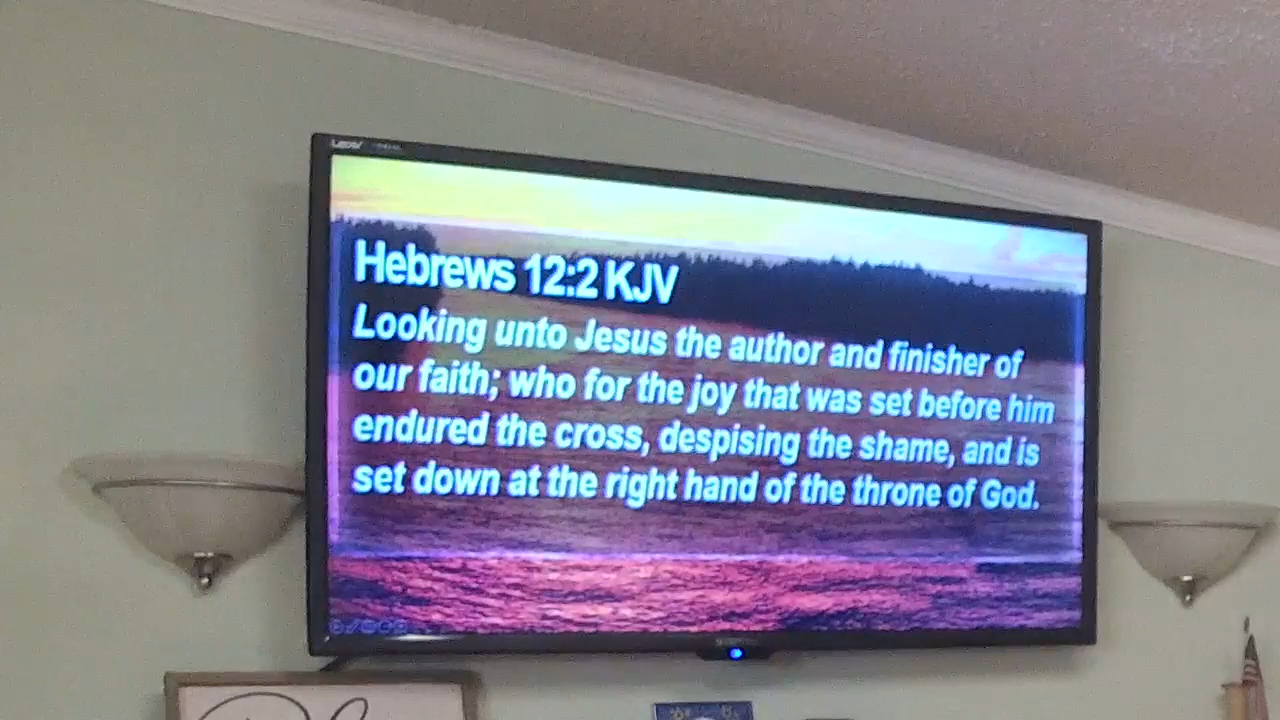 Hebrews 12:2 KJV
Looking unto Jesus the author and finisher of
our faith; who for the joy that was set before him
endured the cross, despising the shame, and is
set down at the right hand of the throne of God.